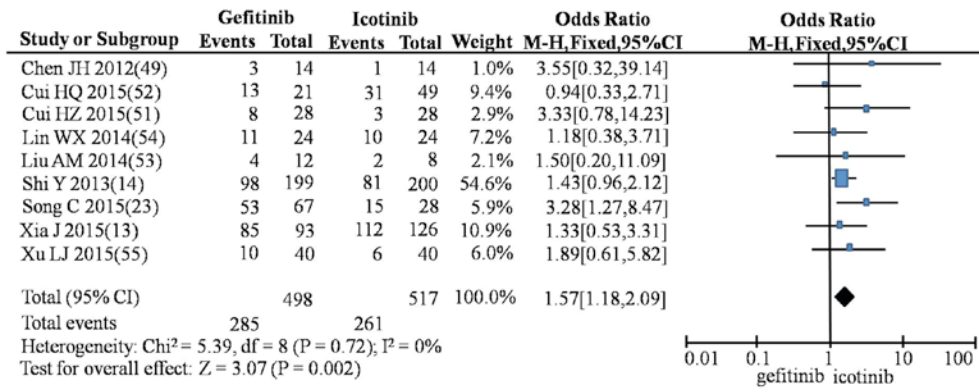 Gefitinib Icotinib Odds Ratio Odds Ratio
Study or Subgroup Events Total Events Total Weight M-H,Fixed,95%CI M-H,Fixed,95%CI
Chen JH 2012(49) 3 14 1 14 1.0% 3.55[0.32,39.14]
Cui HQ 2015(52) 13 21 31 49 9.4% 0.94[0.33,2.71]
Cui HZ 2015(51) 8 28 3 28 2.9% 3.33[0.78,14.23]
Lin WX 2014(54) 11 24 10 24 7.2% 1.18[0.38,3.71]
Liu AM 2014(53) 4 12 2 8 2.1% 1.50[0.20,11.09]
Shi Y 2013(14) 98 199 81 200 54.6% 1.43[0.96,2.12]
Song C 2015(23) 53 67 15 28 5.9% 3.28[1.27,8.47]
Xia J 2015(13) 85 93 112 126 10.9% 1.33[0.53,3.31]
Xu LJ 2015(55) 10 40 6 40 6.0% 1.89[0.61,5.82]
Total (95% CI) 498 517 100.0% 1.57[1.18,2.09]
Total events 285 261
Heterogeneity: Chi² = 5.39, df = 8 (P = 0.72); I² = 0%
Test for overall effect: Z = 3.07 (P = 0.002)
0.01 0.1 1 10 100
gefitinib icotinib